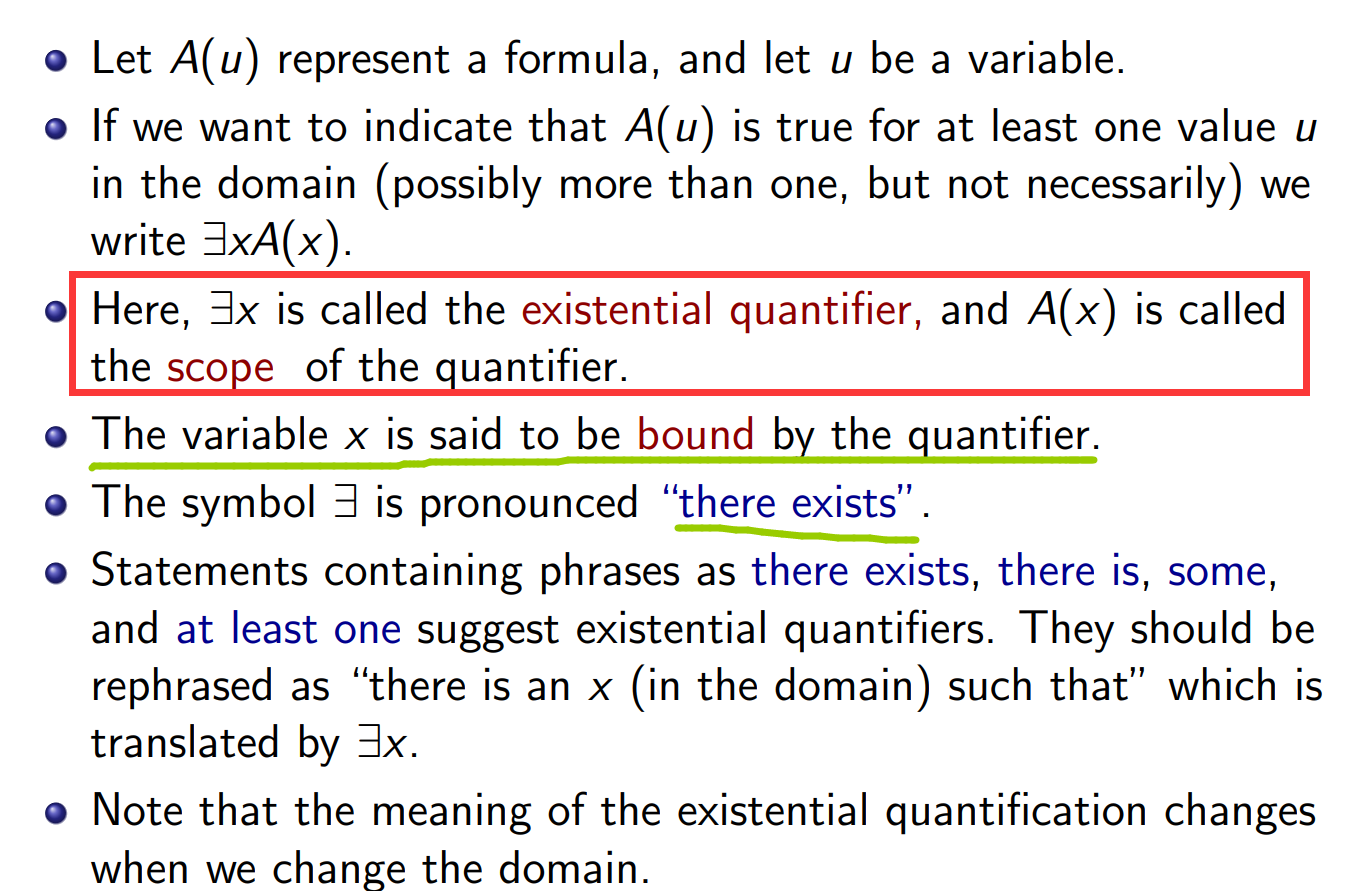 Let A(u) represent a formula, and let u be a variable.
If we want to indicate that A(u) is true for at least one value u
in the domain (possibly more than one, but not necessarily) we
write ∃xA(x).
Here, ∃x is called the existential quantifier, and A(x) is called
the scope of the quantifier.
The variable x is said to be bound by the quantifier.
The symbol ∃ is pronounced “there exists”.
Statements containing phrases as there exists, there is, some,
and at least one suggest existential quantifiers. They should be
rephrased as “there is an x (in the domain) such that” which is
translated by ∃x.
Note that the meaning of the existential quantification changes
when we change the domain.